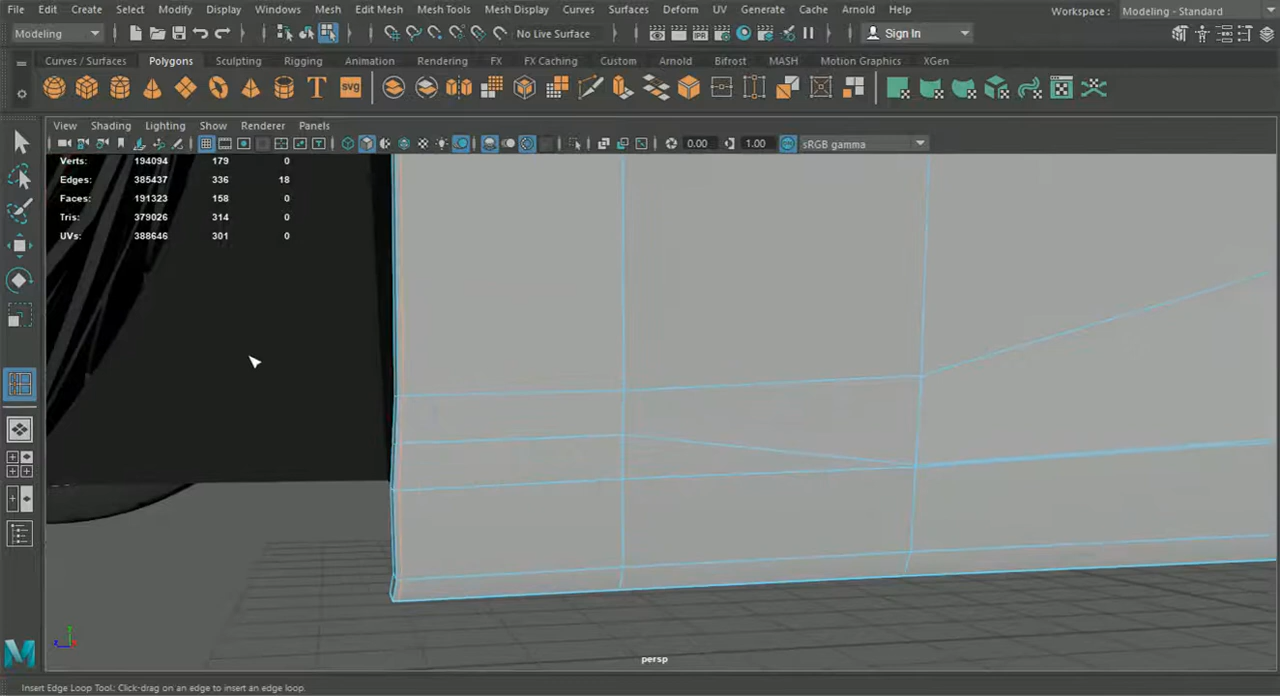 File Edit Create Select Modify Display Windows Mesh Edit Mesh Mesh Tools Mesh Display Curves Surfaces Deform UV Generate Cache Arnold Help Workspace: Modeling - Standard
Modeling No Live Surface Sign In
Curves / Surfaces Polygons Sculpting Rigging Animation Rendering FX FX Caching Custom Arnold Bifrost MASH Motion Graphics XGen
T SVG
View Shading Lighting Show Renderer Panels
0.00 1.00 sRGB gamma
Verts: 194094 179 0
Edges: 385437 336 18
Faces: 191323 158 0
Tris: 379026 314 0
UVs: 388646 301 0
persp
Insert Edge Loop Tool: Click-drag on an edge to insert an edge loop.